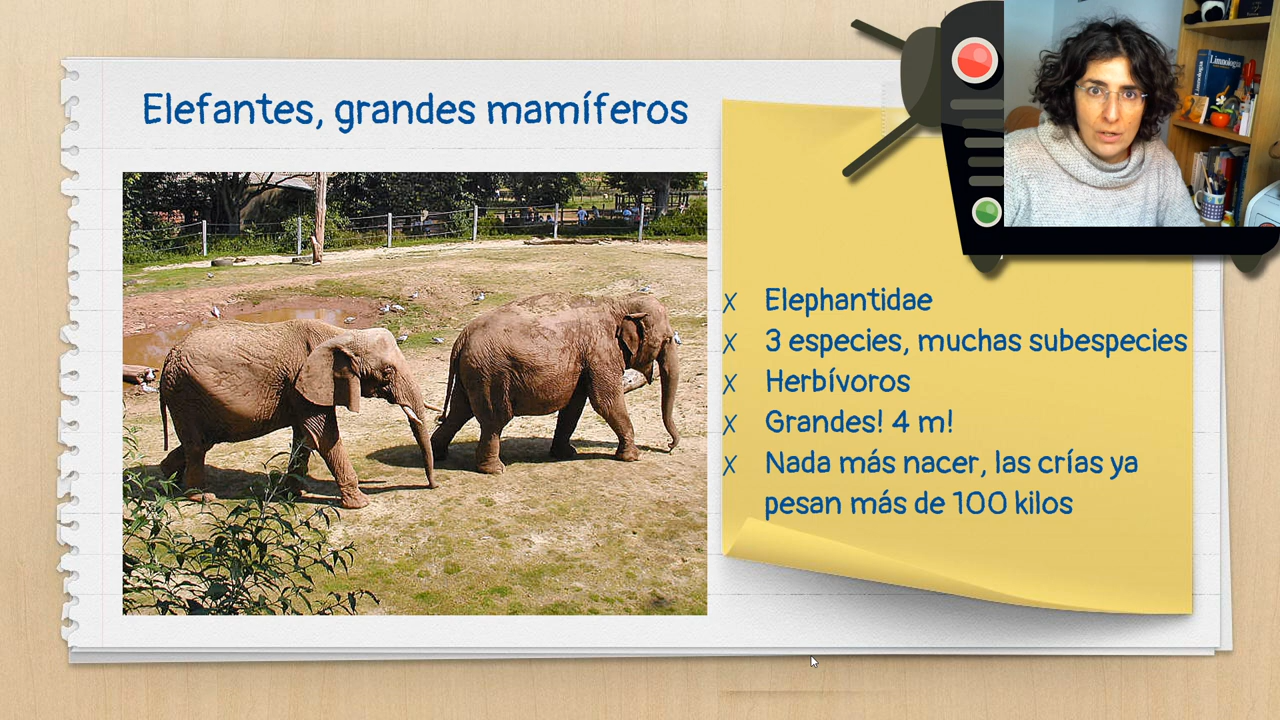 Elefantes, grandes mamíferos
Limnología
X Elephantidae
X 3 especies, muchas subespecies
X Herbívoros
X Grandes! 4 m!
X Nada más nacer, las crías ya
pesan más de 100 kilos